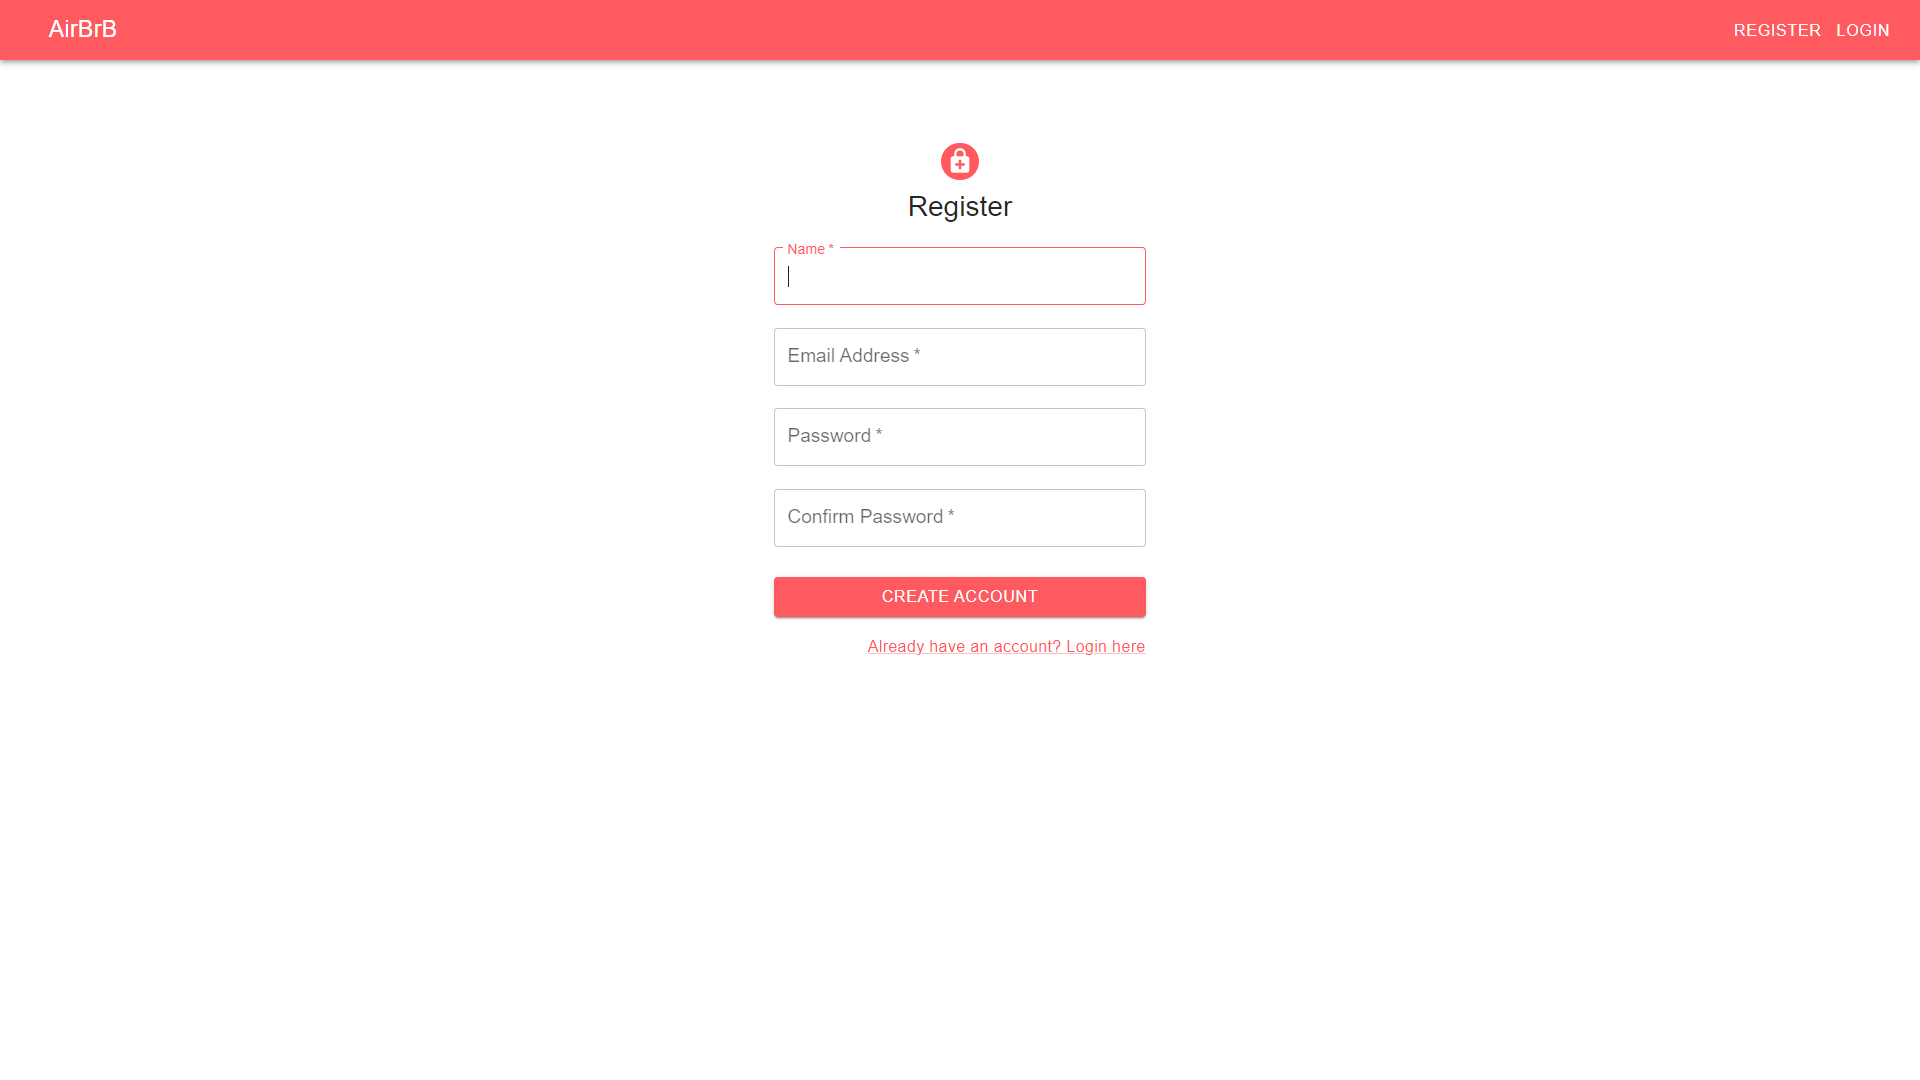 AirBrB
REGISTER LOGIN
Register
Name *
Email Address *
Password *
Confirm Password *
CREATE ACCOUNT
Already have an account? Login here